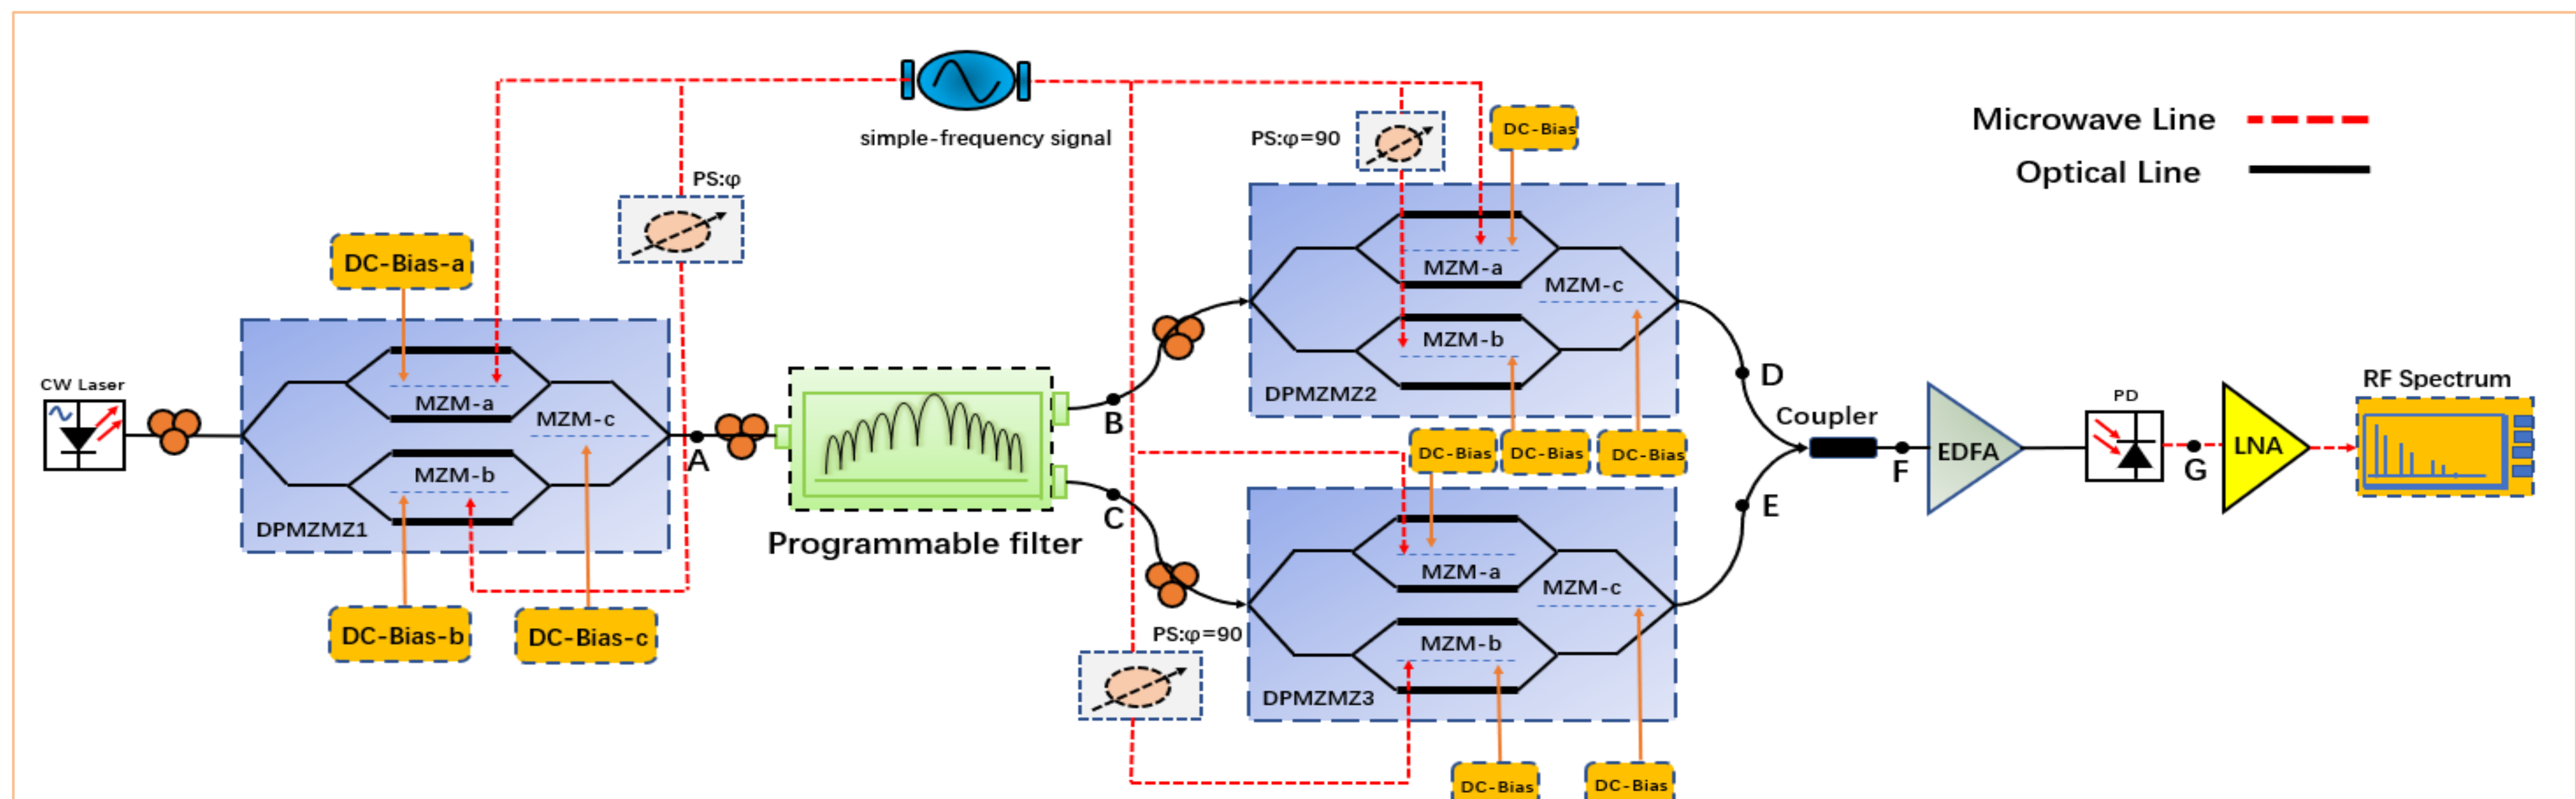 simple-frequency signal
Microwave Line
Optical Line
PS:φ=90
DC-Bias
PS:φ
DC-Bias-a
MZM-a
MZM-c
MZM-b
DPMZMZ2
CW Laser
MZM-a
MZM-c
MZM-b
DPMZMZ1
A
B
C
D
Coupler
E
F
EDFA
PD
G
LNA
RF Spectrum
DC-Bias
DC-Bias
DC-Bias
Programmable filter
DC-Bias-b
DC-Bias-c
PS:φ=90
MZM-a
MZM-c
MZM-b
DPMZMZ3
DC-Bias
DC-Bias